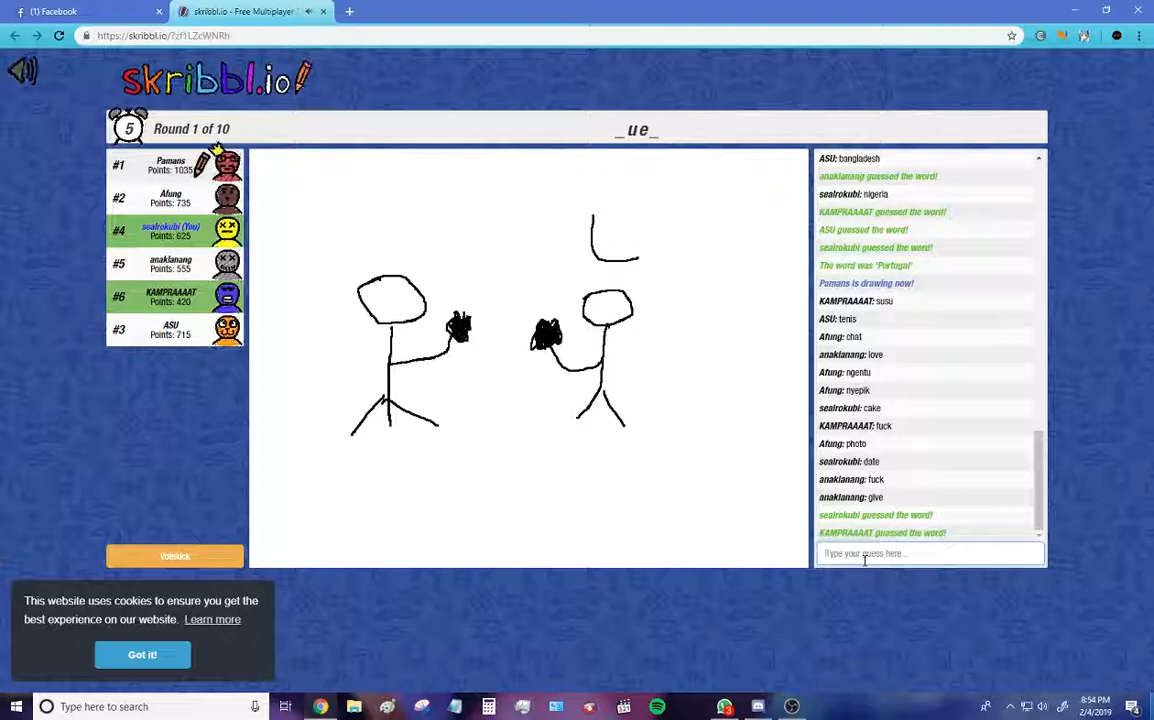 (1) Facebook
skribbl.io - Free Multiplayer
https://skribbl.io/?zf1LZcWNRh
skribbl.io
5
Round 1 of 10
_ue_
#1
Pamans
Points: 1035
#2
Afung
Points: 735
#4
sealrokubi (You)
Points: 625
#5
anaklanang
Points: 555
#6
KAMPRAAAAT
Points: 420
#3
ASU
Points: 715
ASU: bangladesh
anaklanang guessed the word!
sealrokubi: nigeria
KAMPRAAAAT guessed the word!
ASU guessed the word!
sealrokubi guessed the word!
The word was 'Portugal'
Pamans is drawing now!
KAMPRAAAAT: susu
ASU: tenis
Afung: chat
anaklanang: love
Afung: ngentu
Afung: nyepik
sealrokubi: cake
KAMPRAAAAT: fuck
Afung: photo
sealrokubi: date
anaklanang: fuck
anaklanang: give
sealrokubi guessed the word!
KAMPRAAAAT guessed the word!
Type your guess here...
Votekick
This website uses cookies to ensure you get the
best experience on our website. Learn more
Got it!
Type here to search
3
8:54 PM
2/4/2019
4